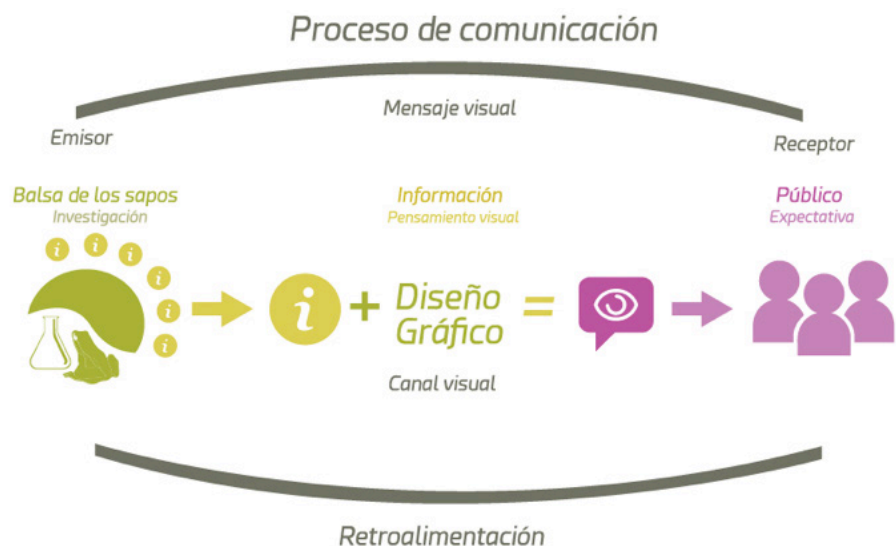 Proceso de comunicación
Mensaje visual
Emisor
Receptor
Balsa de los sapos
Investigación
Información
Pensamiento visual
Público
Expectativa
i i i i i i
i + Diseño
Gráfico =
Canal visual
Retroalimentación